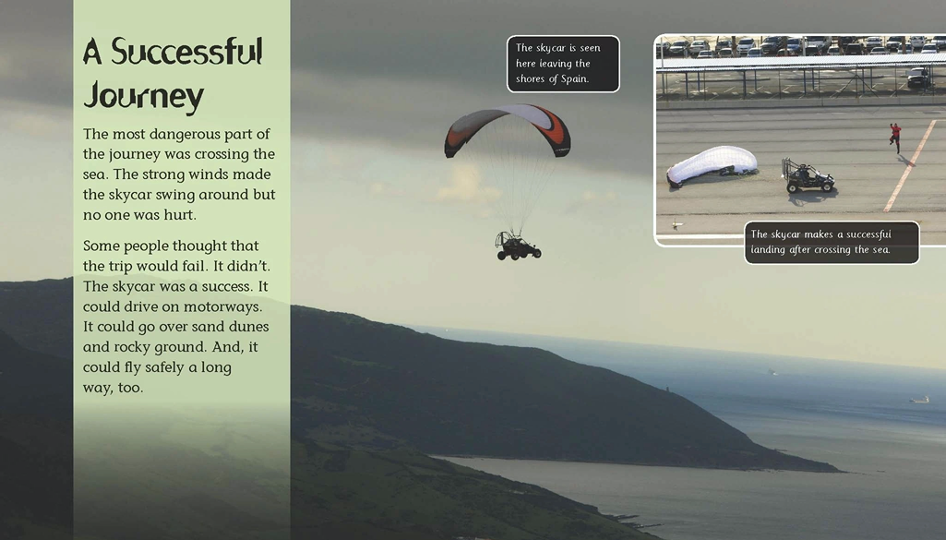 A Successful
Journey
The most dangerous part of
the journey was crossing the
sea. The strong winds made
the skycar swing around but
no one was hurt.
Some people thought that
the trip would fail. It didn't.
The skycar was a success. It
could drive on motorways.
It could go over sand dunes
and rocky ground. And, it
could fly safely a long
way, too.
The skycar is seen
here leaving the
shores of Spain.
The skycar makes a successful
landing after crossing the sea.